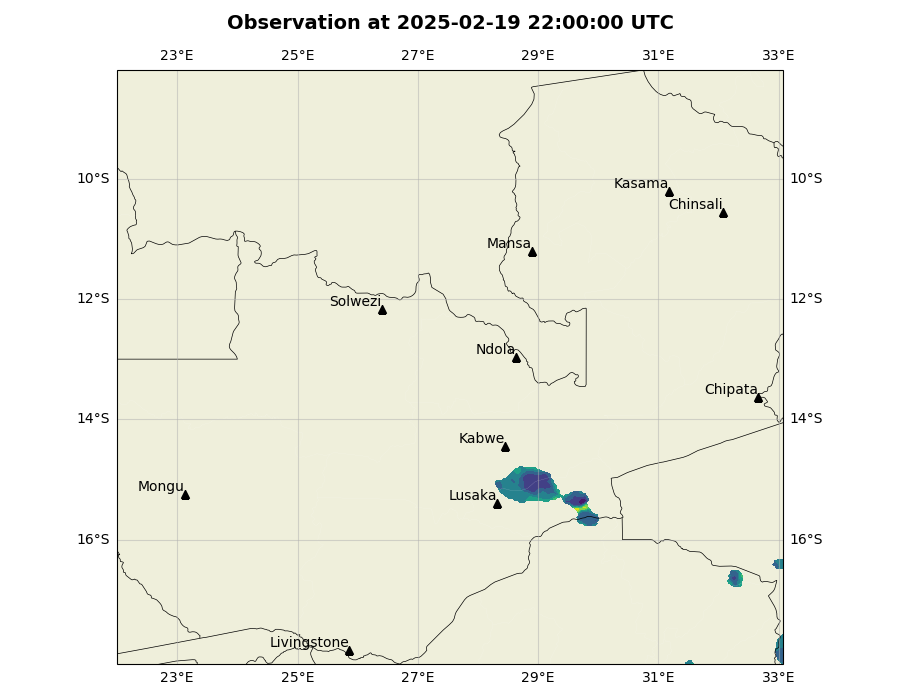 Observation at 2025-02-19 22:00:00 UTC
23°E 25°E 27°E 29°E 31°E 33°E
10°S 10°S
Kasama
Chinsali
Mansa
12°S 12°S
Solwezi
Ndola
Chipata
14°S 14°S
Kabwe
Mongu
Lusaka
16°S 16°S
Livingstone
23°E 25°E 27°E 29°E 31°E 33°E